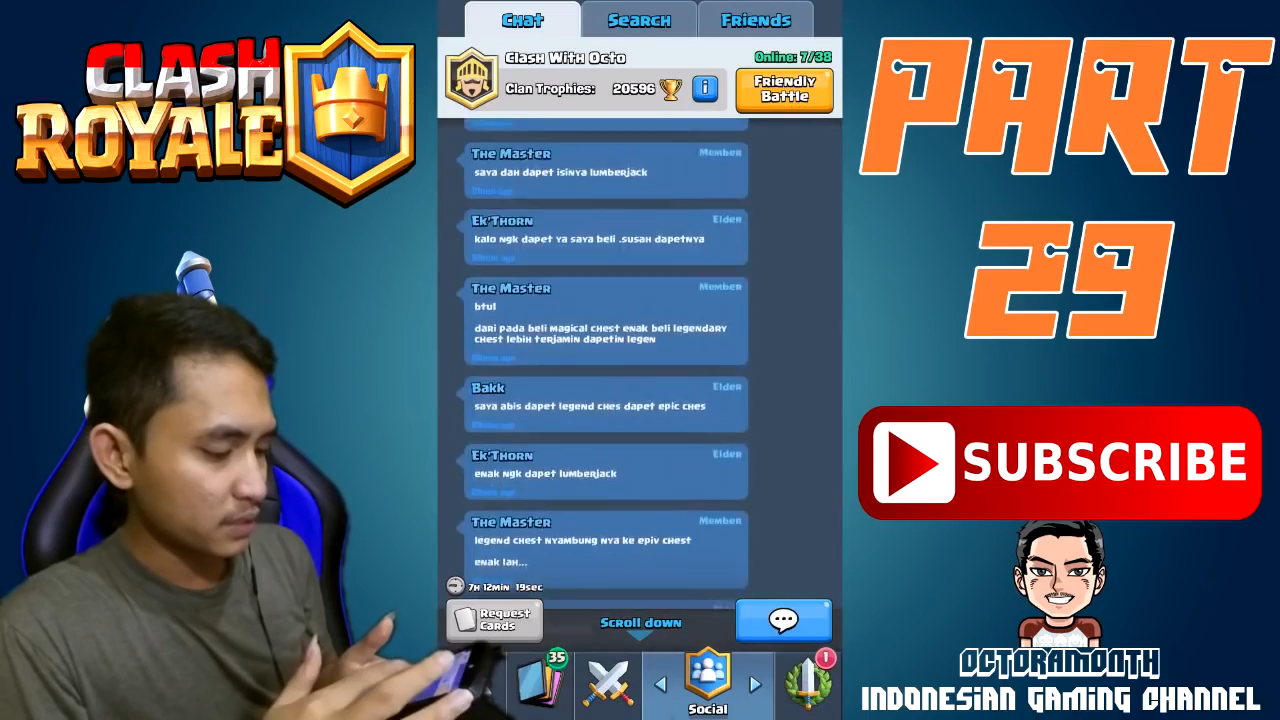 CLASH
ROYALE
Chat
Search
Friends
Clash With Octo
Online: 7/38
Clan Trophies: 20596
i
Friendly
Battle
The Master
Member
saya dah dapet isinya lumberjack
Ek'Thorn
Elder
kalo ngk dapet ya saya beli .susah dapetnya
The Master
Member
btul
dari pada beli magical chest enak beli legendary
chest lebih terjamin dapetin legen
Bakk
Elder
saya abis dapet legend ches dapet epic ches
Ek'Thorn
Elder
enak ngk dapet lumberjack
The Master
Member
legend chest nyambung nya ke epiv chest
enak lah...
7h 12min 19sec
Request
Cards
Scroll down
35
Social
!
PART
29
SUBSCRIBE
OCTORAMONTH
INDONESIAN GAMING CHANNEL